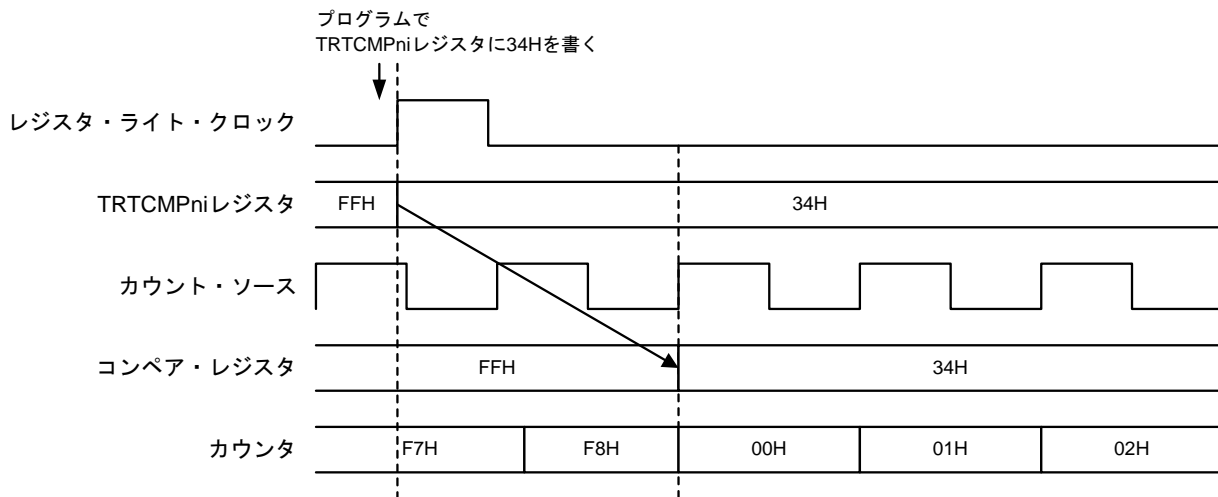 プログラムで
TRTCMPniレジスタに34Hを書く
レジスタ・ライト・クロック
TRTCMPniレジスタ FFH 34H
カウント・ソース
コンペア・レジスタ FFH 34H
カウンタ F7H F8H 00H 01H 02H